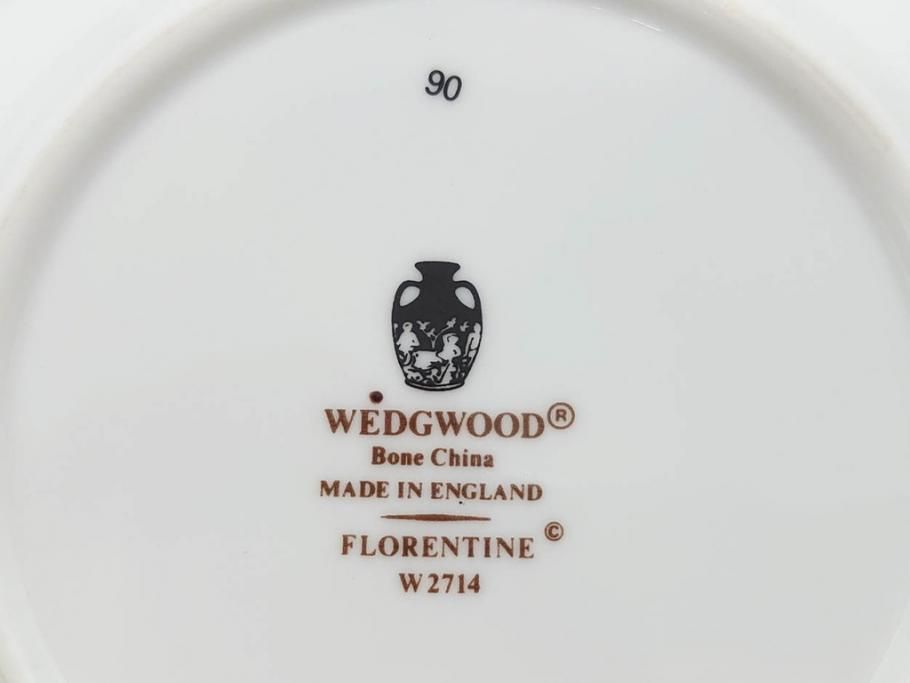 90
WEDGWOOD®
Bone China
MADE IN ENGLAND
FLORENTINE ©
W2714